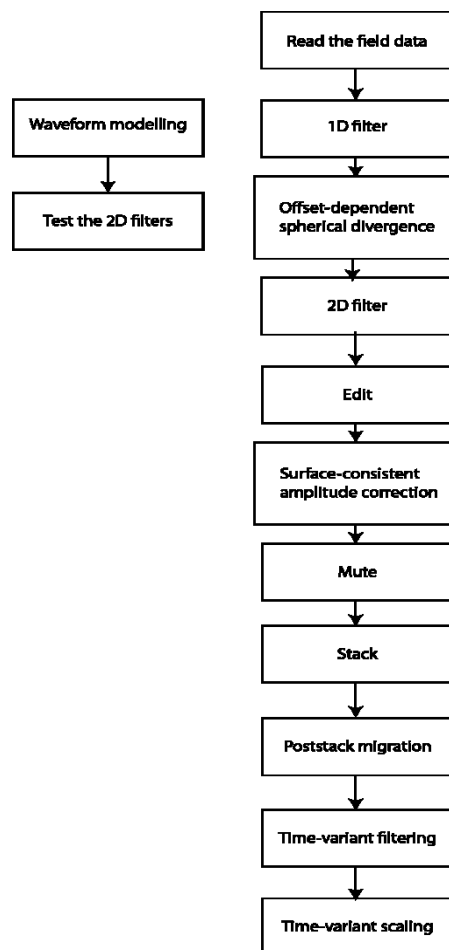 Read the field data
Waveform modelling
1D filter
Test the 2D filters
Offset-dependent
spherical divergence
2D filter
Edit
Surface-consistent
amplitude correction
Mute
Stack
Poststack migration
Time-variant filtering
Time-variant scaling